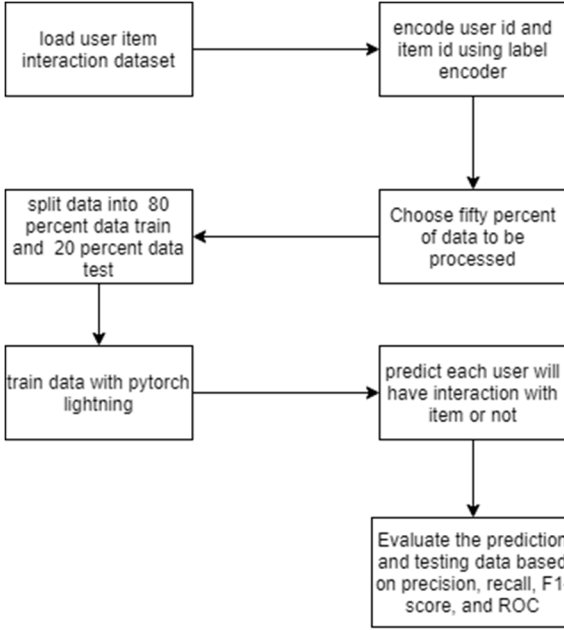 load user item
interaction dataset
encode user id and
item id using label
encoder
Choose fifty percent
of data to be
processed
split data into 80
percent data train
and 20 percent data
test
train data with pytorch
lightning
predict each user will
have interaction with
item or not
Evaluate the prediction
and testing data based
on precision, recall, F1-
score, and ROC